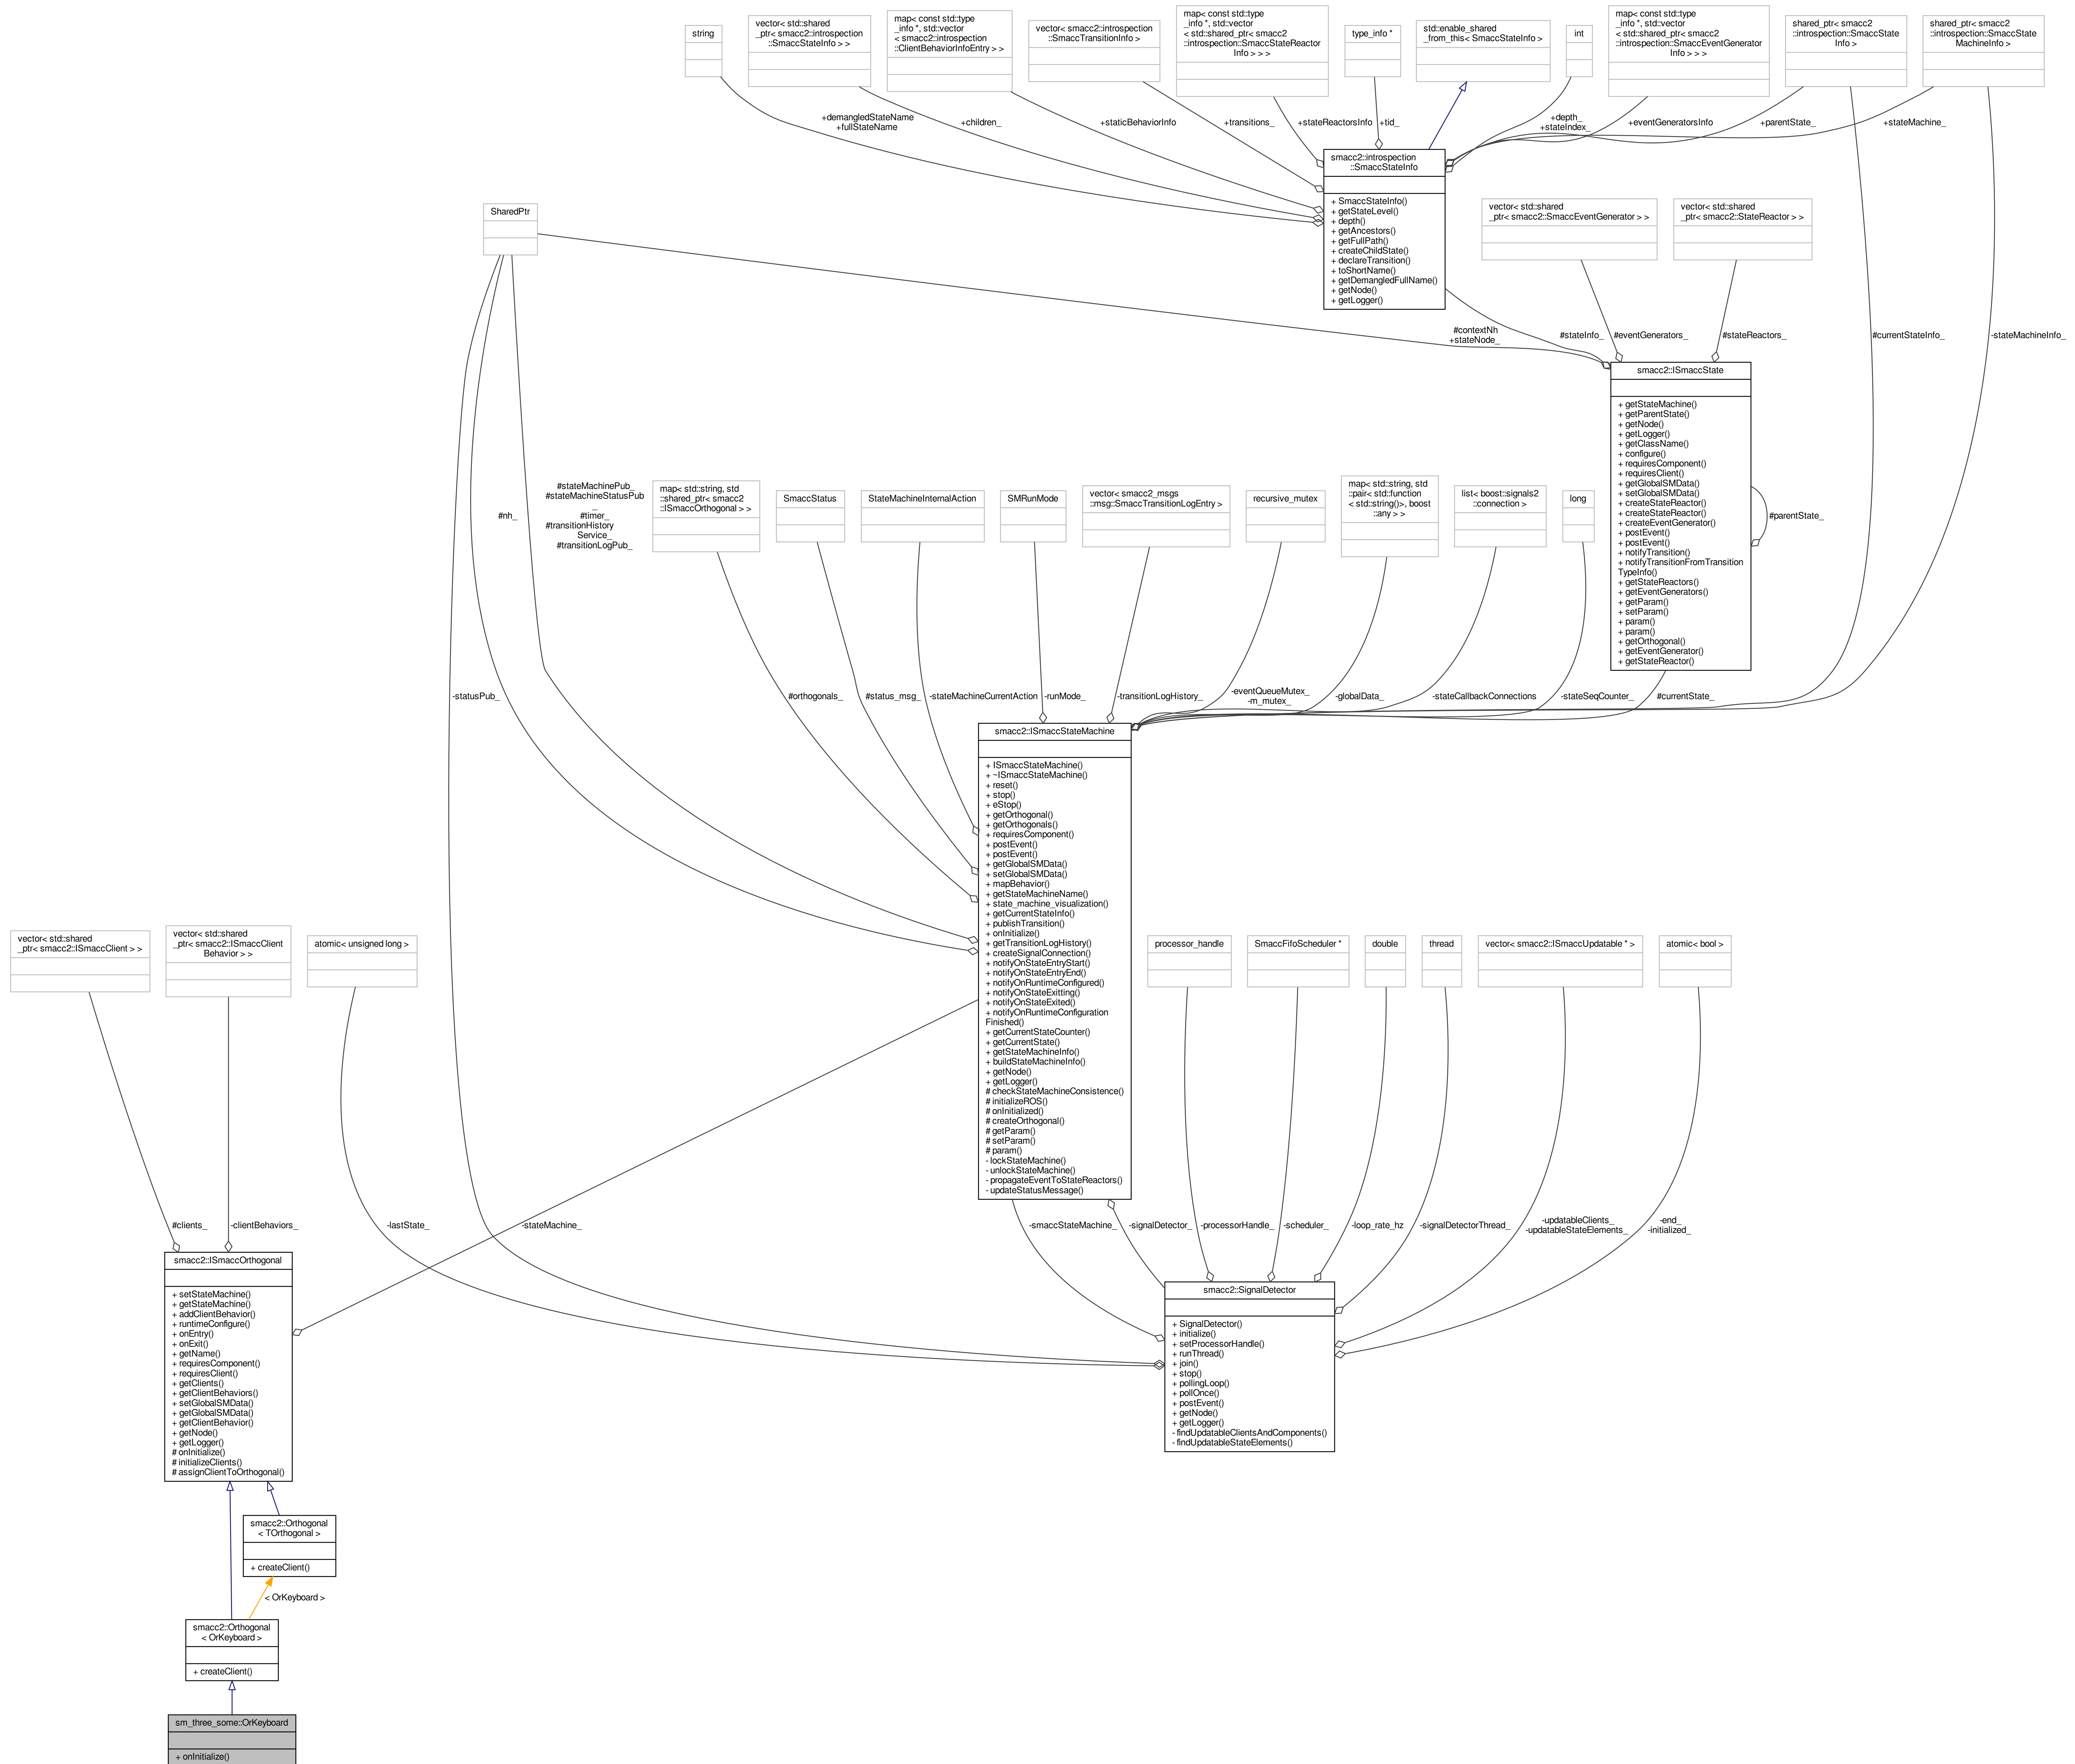 string
vector< std::shared
_ptr< smacc2::introspection
::SmaccStateInfo > >
map< const std::type
_info *, std::vector
< smacc2::introspection
::ClientBehaviorInfoEntry > >
vector< smacc2::introspection
::SmaccTransitionInfo >
map< const std::type
_info *, std::vector
< std::shared_ptr< smacc2
::introspection::SmaccStateReactor
Info > > >
type_info *
std::enable_shared
_from_this< SmaccStateInfo >
int
map< const std::type
_info *, std::vector
< std::shared_ptr< smacc2
::introspection::SmaccEventGenerator
Info > > >
shared_ptr< smacc2
::introspection::SmaccState
Info >
shared_ptr< smacc2
::introspection::SmaccState
MachineInfo >
+demangledStateName
+fullStateName
+children_
+staticBehaviorInfo
+transitions_
+stateReactorsInfo
+tid_
+depth_
+stateIndex_
+eventGeneratorsInfo
+parentState_
+stateMachine_
smacc2::introspection
::SmaccStateInfo
+ SmaccStateInfo()
+ getStateLevel()
+ depth()
+ getAncestors()
+ getFullPath()
+ createChildState()
+ declareTransition()
+ toShortName()
+ getDemangledFullName()
+ getNode()
+ getLogger()
SharedPtr
vector< std::shared
_ptr< smacc2::SmaccEventGenerator > >
vector< std::shared
_ptr< smacc2::StateReactor > >
#contextNh
+stateNode_
#stateInfo_
#eventGenerators_
#stateReactors_
#currentStateInfo_
-stateMachineInfo_
smacc2::ISmaccState
+ getStateMachine()
+ getParentState()
+ getNode()
+ getLogger()
+ getClassName()
+ configure()
+ requiresComponent()
+ requiresClient()
+ getGlobalSMData()
+ setGlobalSMData()
+ createStateReactor()
+ createStateReactor()
+ createEventGenerator()
+ postEvent()
+ postEvent()
+ notifyTransition()
+ notifyTransitionFromTransition
TypeInfo()
+ getStateReactors()
+ getEventGenerators()
+ getParam()
+ setParam()
+ param()
+ param()
+ getOrthogonal()
+ getEventGenerator()
+ getStateReactor()
#parentState_
#nh_
#stateMachinePub_
#stateMachineStatusPub
_
#timer_
#transitionHistory
Service_
#transitionLogPub_
map< std::string, std
::shared_ptr< smacc2
::ISmaccOrthogonal > >
SmaccStatus
StateMachineInternalAction
SMRunMode
vector< smacc2_msgs
::msg::SmaccTransitionLogEntry >
recursive_mutex
map< std::string, std
::pair< std::function
< std::string()>, boost
::any > >
list< boost::signals2
::connection >
long
-statusPub_
#orthogonals_
#status_msg_
-stateMachineCurrentAction
-runMode_
-transitionLogHistory_
-eventQueueMutex_
-m_mutex_
-globalData_
-stateCallbackConnections
-stateSeqCounter_
#currentState_
smacc2::ISmaccStateMachine
+ ISmaccStateMachine()
+ ~ISmaccStateMachine()
+ reset()
+ stop()
+ eStop()
+ getOrthogonal()
+ getOrthogonals()
+ requiresComponent()
+ postEvent()
+ postEvent()
+ getGlobalSMData()
+ setGlobalSMData()
+ mapBehavior()
+ getStateMachineName()
+ state_machine_visualization()
+ getCurrentStateInfo()
+ publishTransition()
+ onInitialize()
+ getTransitionLogHistory()
+ createSignalConnection()
+ notifyOnStateEntryStart()
+ notifyOnStateEntryEnd()
+ notifyOnRuntimeConfigured()
+ notifyOnStateExitting()
+ notifyOnStateExited()
+ notifyOnRuntimeConfiguration
Finished()
+ getCurrentStateCounter()
+ getCurrentState()
+ getStateMachineInfo()
+ buildStateMachineInfo()
+ getNode()
+ getLogger()
# checkStateMachineConsistence()
# initializeROS()
# onInitialized()
# createOrthogonal()
# getParam()
# setParam()
# param()
- lockStateMachine()
- unlockStateMachine()
- propagateEventToStateReactors()
- updateStatusMessage()
vector< std::shared
_ptr< smacc2::ISmaccClient > >
vector< std::shared
_ptr< smacc2::ISmaccClient
Behavior > >
atomic< unsigned long >
processor_handle
SmaccFifoScheduler *
double
thread
vector< smacc2::ISmaccUpdatable * >
atomic< bool >
#clients_
-clientBehaviors_
-lastState_
-stateMachine_
-smaccStateMachine_
-signalDetector_
-processorHandle_
-scheduler_
-loop_rate_hz
-signalDetectorThread_
-updatableClients_
-updatableStateElements_
-end_
-initialized_
smacc2::ISmaccOrthogonal
+ setStateMachine()
+ getStateMachine()
+ addClientBehavior()
+ runtimeConfigure()
+ onEntry()
+ onExit()
+ getName()
+ requiresComponent()
+ requiresClient()
+ getClients()
+ getClientBehaviors()
+ setGlobalSMData()
+ getGlobalSMData()
+ getClientBehavior()
+ getNode()
+ getLogger()
# onInitialize()
# initializeClients()
# assignClientToOrthogonal()
smacc2::SignalDetector
+ SignalDetector()
+ initialize()
+ setProcessorHandle()
+ runThread()
+ join()
+ stop()
+ pollingLoop()
+ pollOnce()
+ postEvent()
+ getNode()
+ getLogger()
- findUpdatableClientsAndComponents()
- findUpdatableStateElements()
smacc2::Orthogonal
< TOrthogonal >
+ createClient()
< OrKeyboard >
smacc2::Orthogonal
< OrKeyboard >
+ createClient()
sm_three_some::OrKeyboard
+ onInitialize()